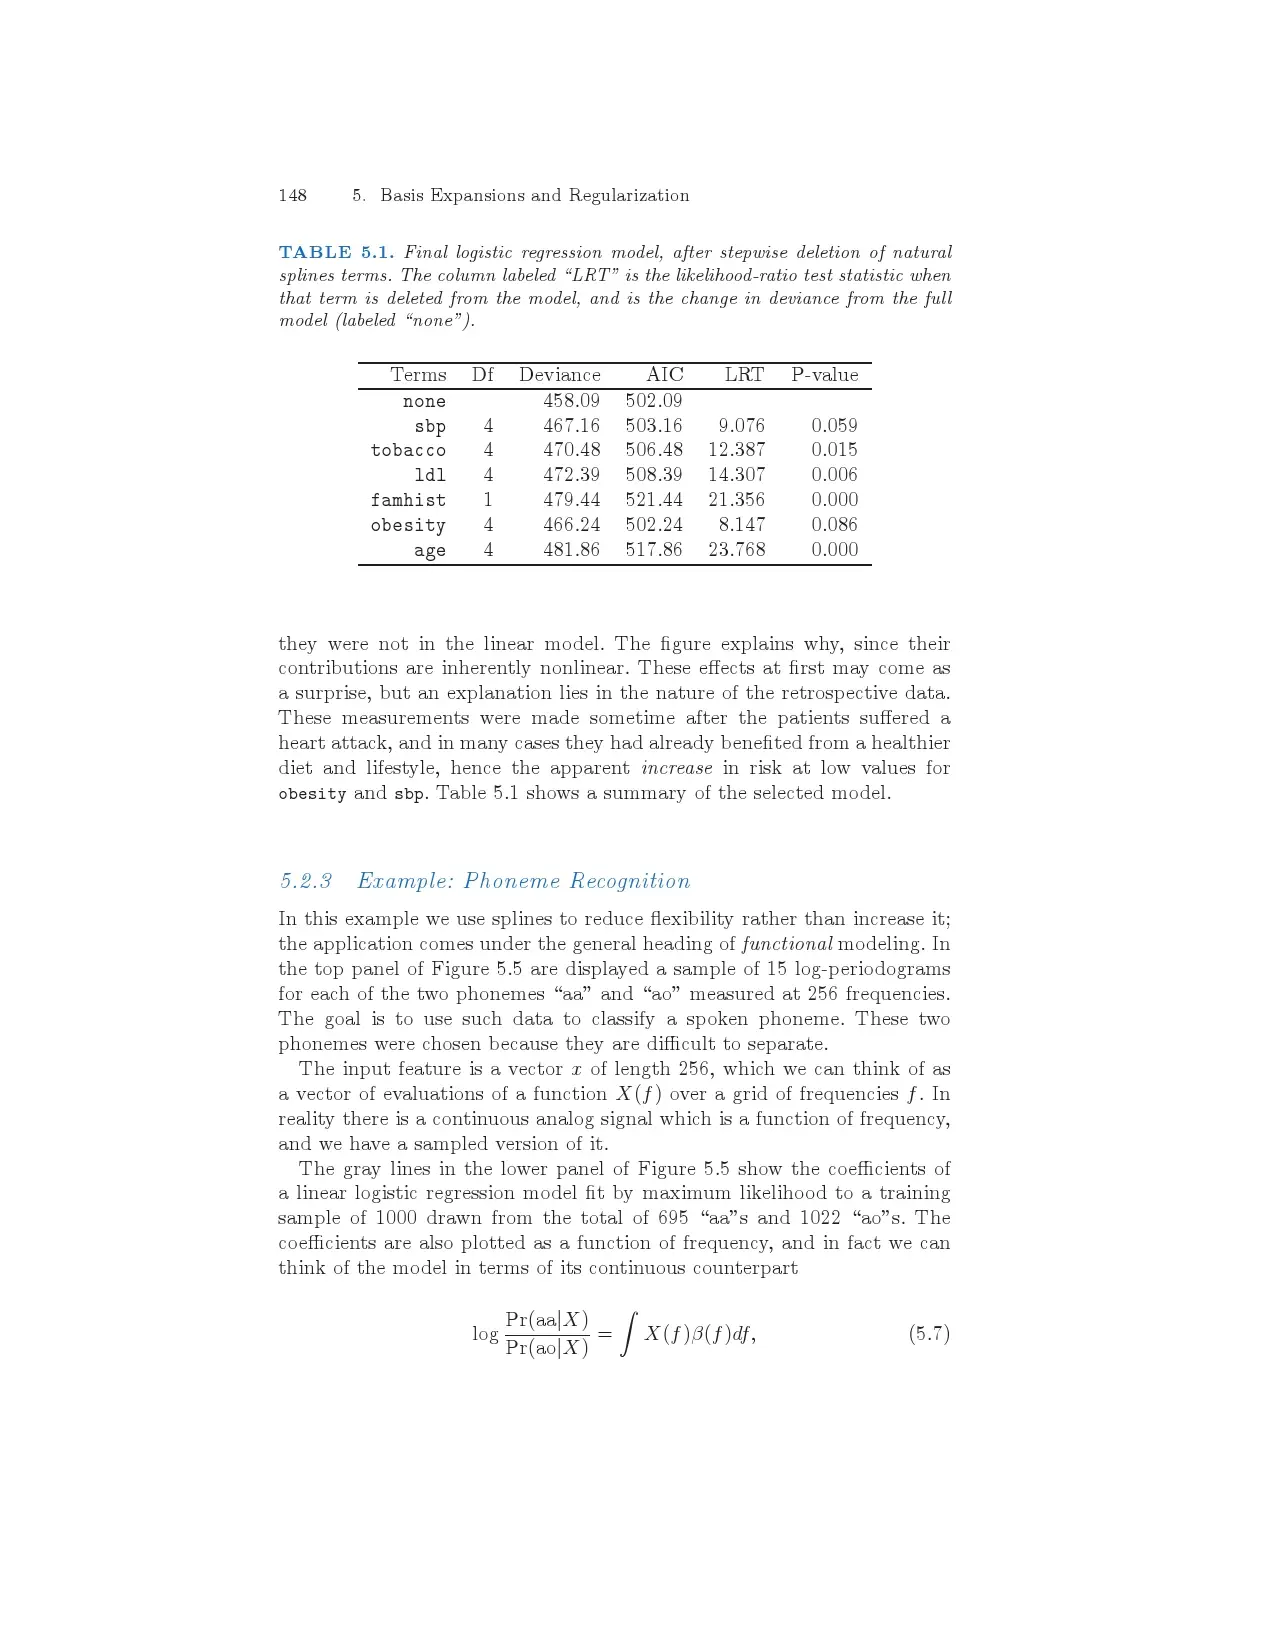 148 5. Basis Expansions and Regularization
TABLE 5.1. Final logistic regression model, after stepwise deletion of natural
splines terms. The column labeled “LRT” is the likelihood-ratio test statistic when
that term is deleted from the model, and is the change in deviance from the full
model (labeled “none”).
Terms Df Deviance AIC LRT P-value
none 458.09 502.09
sbp 4 467.16 503.16 9.076 0.059
tobacco 4 470.48 506.48 12.387 0.015
ldl 4 472.39 508.39 14.307 0.006
famhist 1 479.44 521.44 21.356 0.000
obesity 4 466.24 502.24 8.147 0.086
age 4 481.86 517.86 23.768 0.000
they were not in the linear model. The figure explains why, since their
contributions are inherently nonlinear. These effects at first may come as
a surprise, but an explanation lies in the nature of the retrospective data.
These measurements were made sometime after the patients suffered a
heart attack, and in many cases they had already benefited from a healthier
diet and lifestyle, hence the apparent increase in risk at low values for
obesity and sbp. Table 5.1 shows a summary of the selected model.
5.2.3 Example: Phoneme Recognition
In this example we use splines to reduce flexibility rather than increase it;
the application comes under the general heading of functional modeling. In
the top panel of Figure 5.5 are displayed a sample of 15 log-periodograms
for each of the two phonemes “aa” and “ao” measured at 256 frequencies.
The goal is to use such data to classify a spoken phoneme. These two
phonemes were chosen because they are difficult to separate.
The input feature is a vector x of length 256, which we can think of as
a vector of evaluations of a function X(f) over a grid of frequencies f. In
reality there is a continuous analog signal which is a function of frequency,
and we have a sampled version of it.
The gray lines in the lower panel of Figure 5.5 show the coefficients of
a linear logistic regression model fit by maximum likelihood to a training
sample of 1000 drawn from the total of 695 “aa”s and 1022 “ao”s. The
coefficients are also plotted as a function of frequency, and in fact we can
think of the model in terms of its continuous counterpart
log Pr(aa|X) / Pr(ao|X) = ∫ X(f)β(f)df, (5.7)